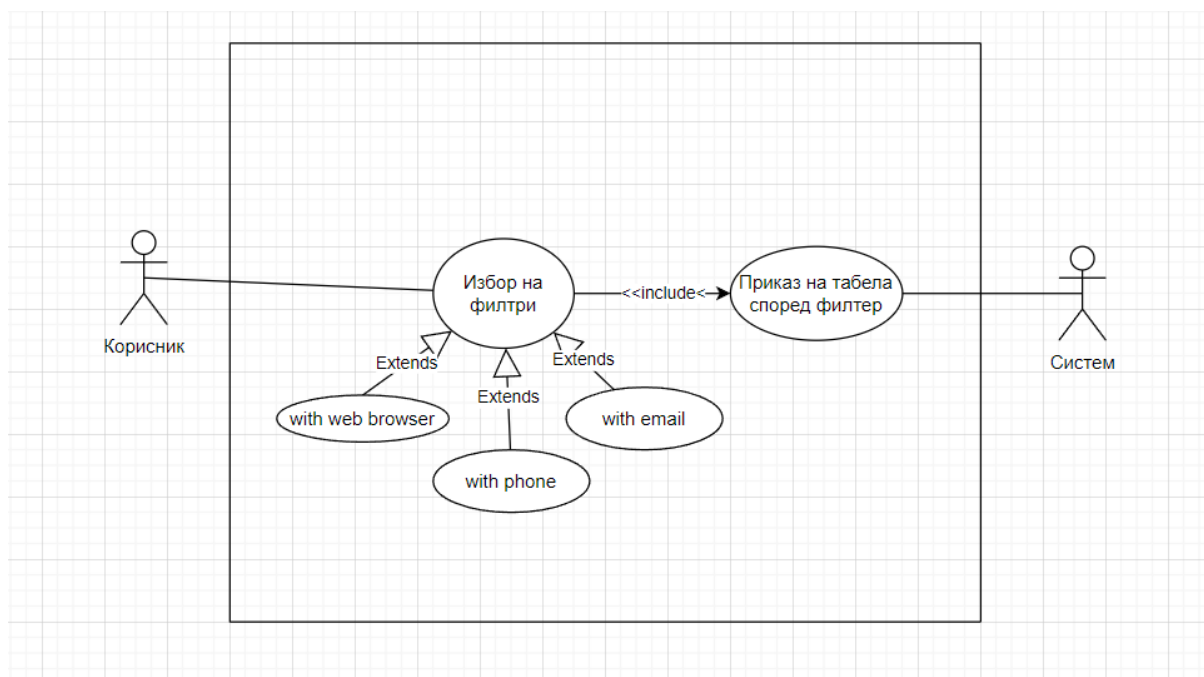 Избор на
филтри
<<include<
Приказ на табела
според филтер
Корисник
Систем
Extends
Extends
Extends
with web browser
with email
with phone